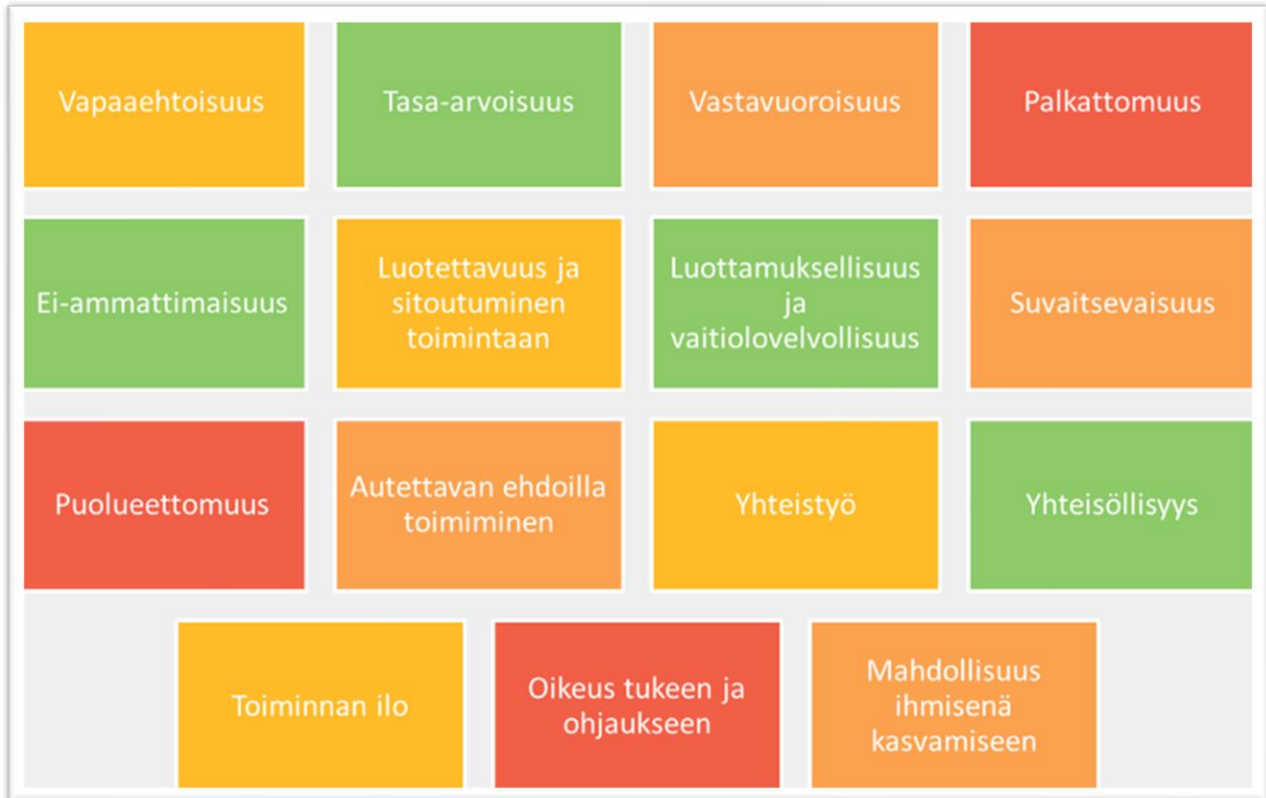 Vapaaehtoisuus
Tasa-arvoisuus
Vastavuoroisuus
Palkattomuus
Ei-ammattimaisuus
Luotettavuus ja
sitoutuminen
toimintaan
Luottamuksellisuus
ja
vaitiolovelvollisuus
Suvaitsevaisuus
Puolueettomuus
Autettavan ehdoilla
toimiminen
Yhteistyö
Yhteisöllisyys
Toiminnan ilo
Oikeus tukeen ja
ohjaukseen
Mahdollisuus
ihmisenä
kasvamiseen